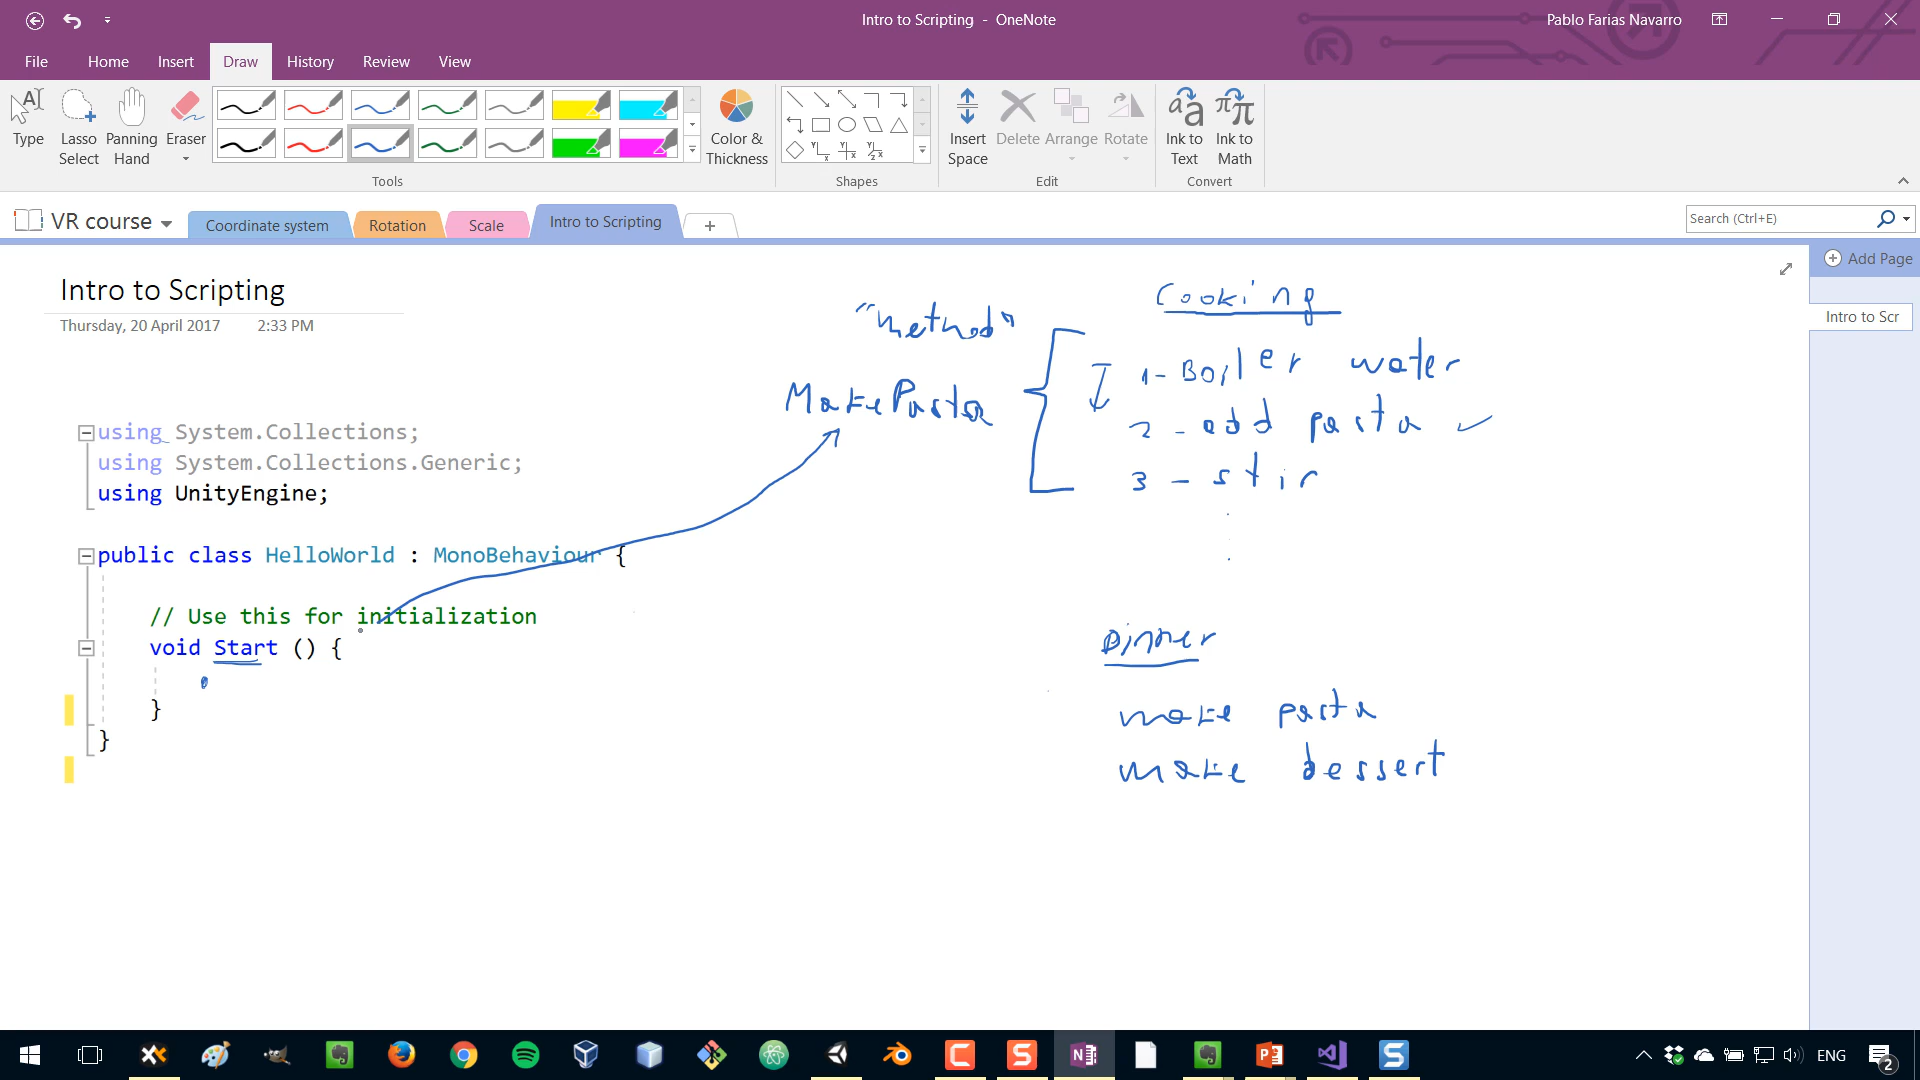 Intro to Scripting - OneNote
Pablo Farias Navarro
File Home Insert Draw History Review View
Type
Lasso Select
Panning Hand
Eraser
Color & Thickness
Insert Space
Delete
Arrange
Rotate
Ink to Text
Ink to Math
Tools
Shapes
Edit
Convert
VR course
Coordinate system
Rotation
Scale
Intro to Scripting
Search (Ctrl+E)
Add Page
Intro to Scr
Intro to Scripting
Thursday, 20 April 2017 2:33 PM
using System.Collections;
using System.Collections.Generic;
using UnityEngine;
public class HelloWorld : MonoBehaviour {
// Use this for initialization
void Start () {
}
}
"method"
MakePasta
Cooking
1- Boiler water
2 - add pasta
3 - stir
Dinner
make pasta
make dessert
ENG
2